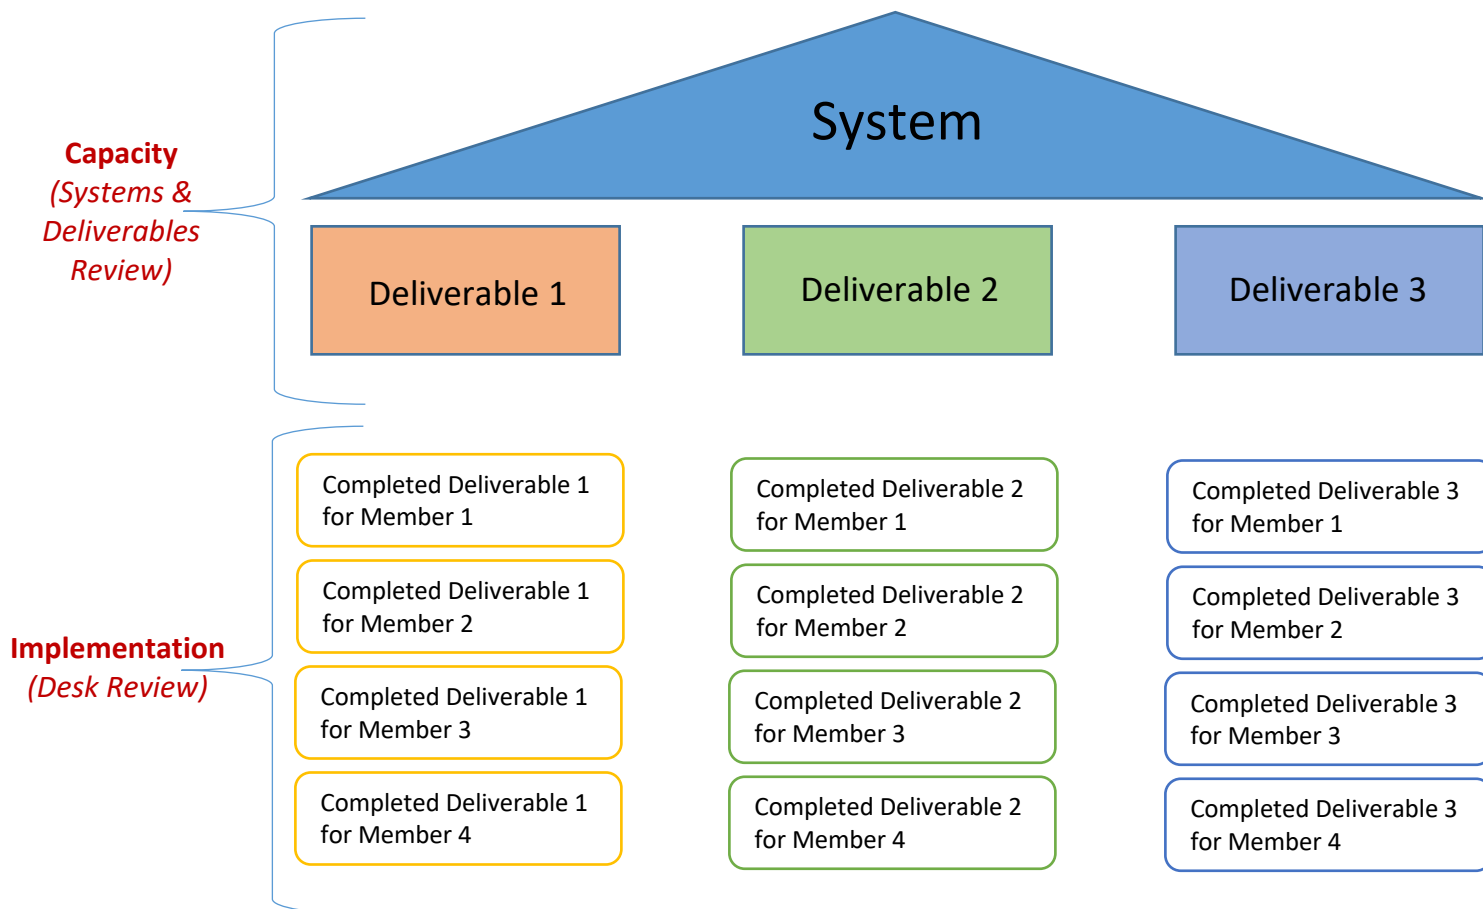 System
Capacity
(Systems &
Deliverables
Review)
Deliverable 1
Deliverable 2
Deliverable 3
Implementation
(Desk Review)
Completed Deliverable 1
for Member 1
Completed Deliverable 2
for Member 1
Completed Deliverable 3
for Member 1
Completed Deliverable 1
for Member 2
Completed Deliverable 2
for Member 2
Completed Deliverable 3
for Member 2
Completed Deliverable 1
for Member 3
Completed Deliverable 2
for Member 3
Completed Deliverable 3
for Member 3
Completed Deliverable 1
for Member 4
Completed Deliverable 2
for Member 4
Completed Deliverable 3
for Member 4